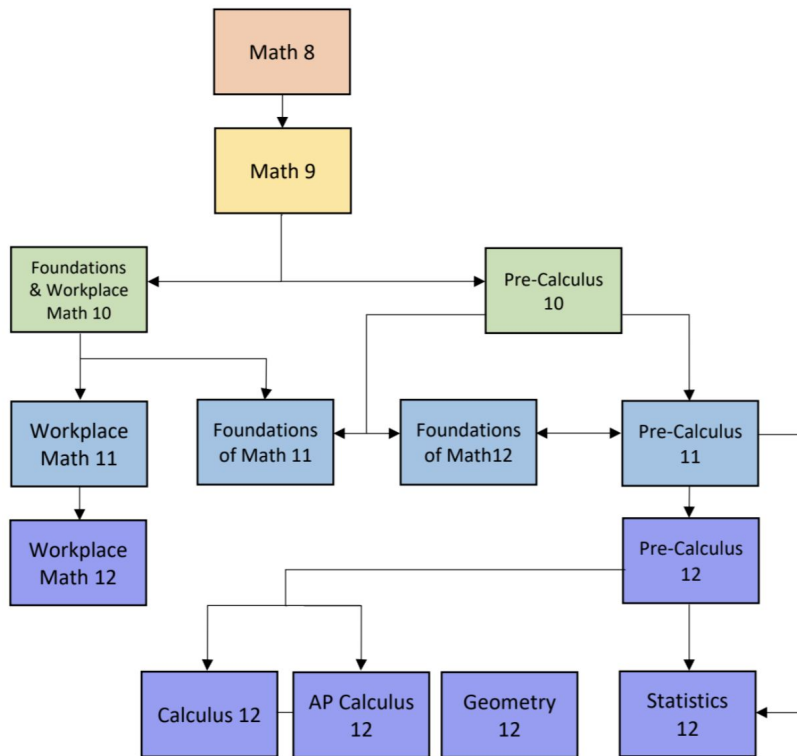 Math 8
Math 9
Foundations
& Workplace
Math 10
Pre-Calculus
10
Workplace
Math 11
Foundations
of Math 11
Foundations
of Math12
Pre-Calculus
11
Workplace
Math 12
Pre-Calculus
12
Calculus 12
AP Calculus
12
Geometry
12
Statistics
12